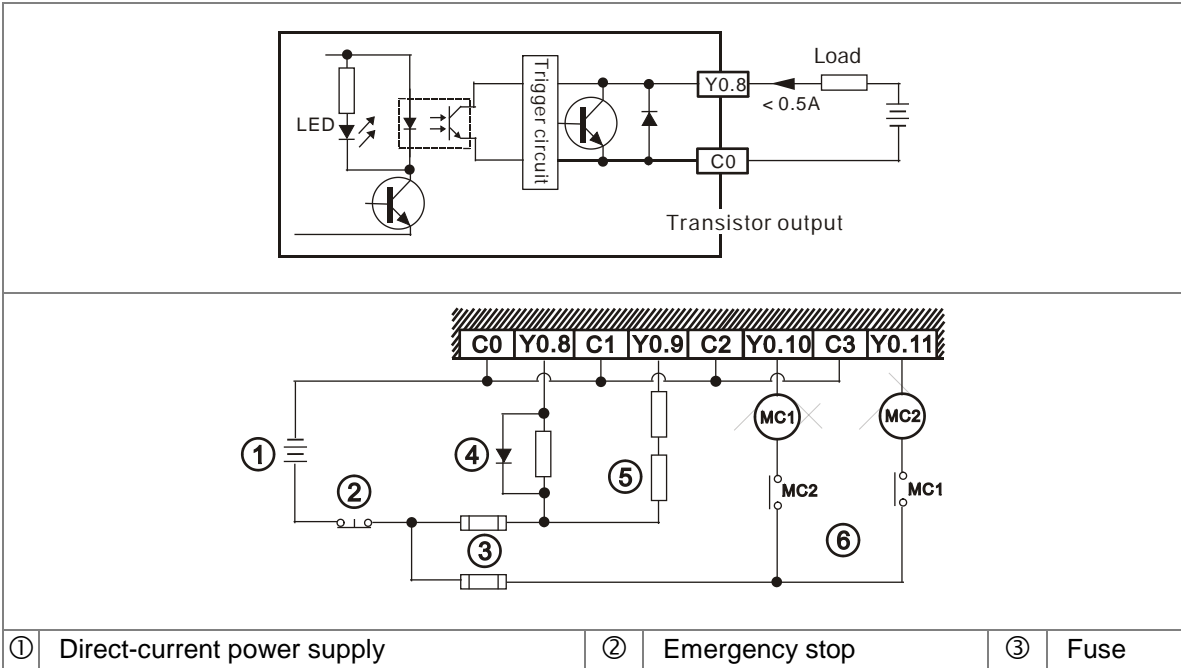 Load
Y0.8
< 0.5A
Trigger circuit
LED
C0
Transistor output
C0 Y0.8 C1 Y0.9 C2 Y0.10 C3 Y0.11
MC1 MC2
① ④ ⑤
② MC2 MC1
③ ⑥
① Direct-current power supply ② Emergency stop ③ Fuse